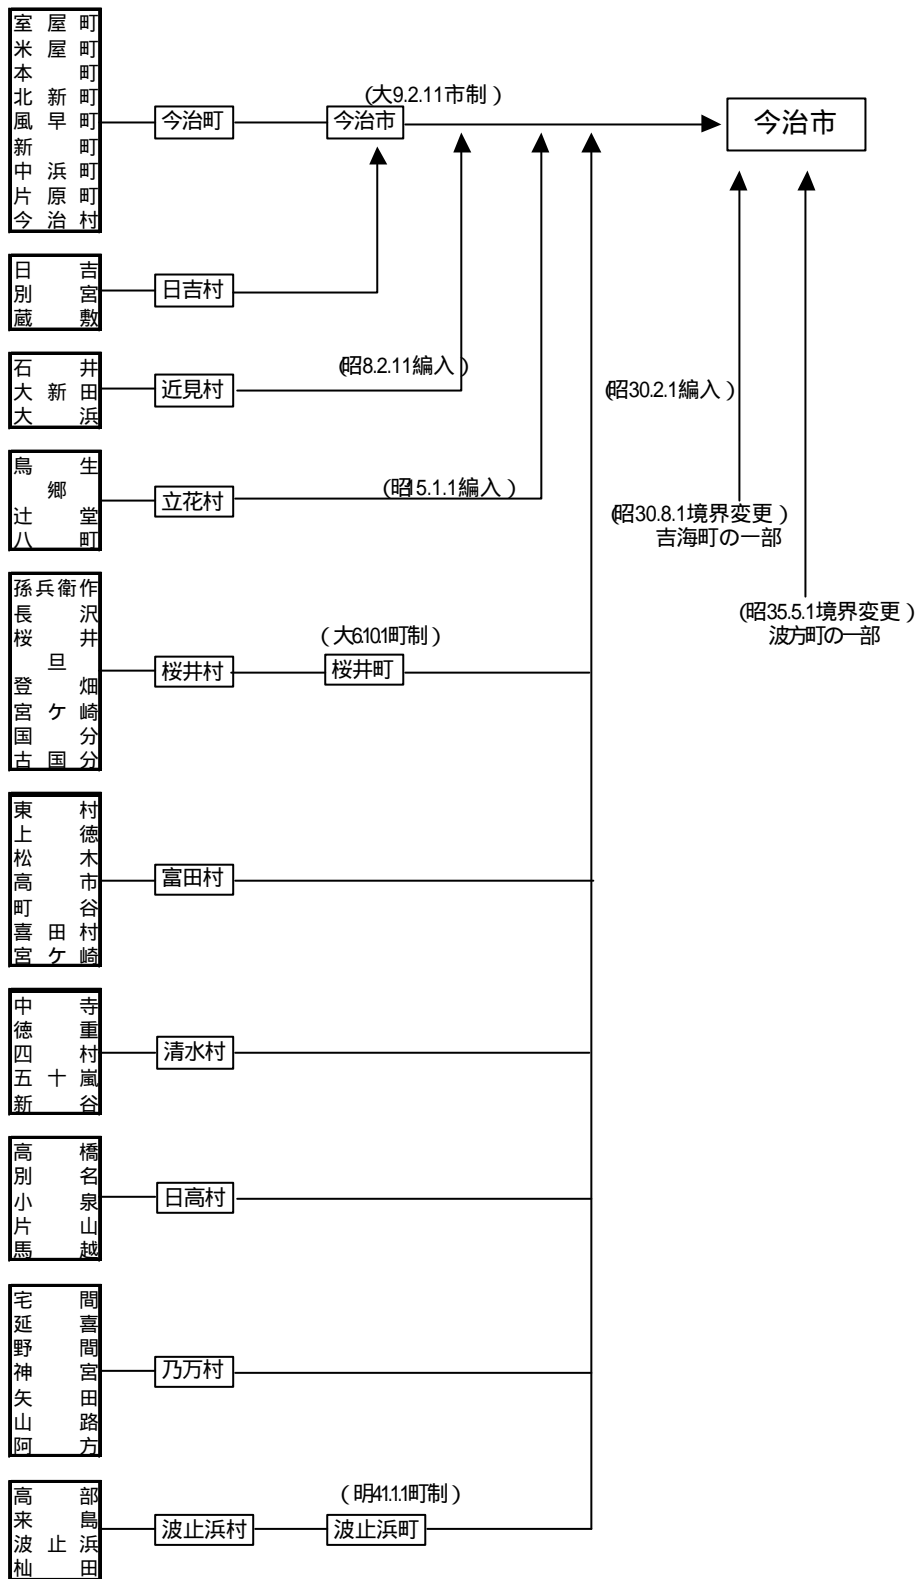 室屋町
米屋町
本町
北新町
風早町
新町
中浜町
片原町
今治村
今治町
(大9.2.11市制)
今治市
今治市
日吉
別宮
蔵敷
日吉村
石井
大新田
大浜
近見村
(昭8.2.11編入)
(昭30.2.1編入)
鳥生
郷
辻堂
八町
立花村
(昭15.1.1編入)
(昭30.8.1境界変更)
吉海町の一部
(昭35.5.1境界変更)
波方町の一部
孫兵衛作
長沢
桜井
旦
登畑
宮ケ崎
国分
古国分
桜井村
(大6.10.1町制)
桜井町
東村
上徳
松木
高市
町谷
喜田村
宮ケ崎
富田村
中寺
徳重
四村
五十嵐
新谷
清水村
高橋
別名
小泉
片山
馬越
日高村
宅間
延喜
野間
神宮
矢田
山路
阿方
乃万村
高部
来島
波止浜
杣田
波止浜村
(明41.1.1町制)
波止浜町